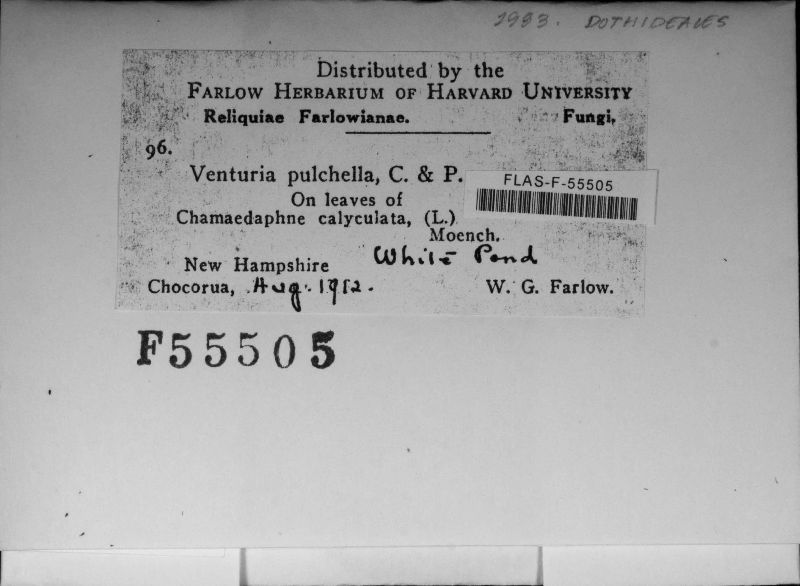 1983. DOTHIDEALES
Distributed by the
FARLOW HERBARIUM OF HARVARD UNIVERSITY
Reliquiae Farlowianae. Fungi.
96.
Venturia pulchella, C. & P.
FLAS-F-55505
On leaves of
Chamaedaphne calyculata, (L.)
Moench.
White Pond
New Hampshire
Chocorua, Aug. 1912. W. G. Farlow.
F55505